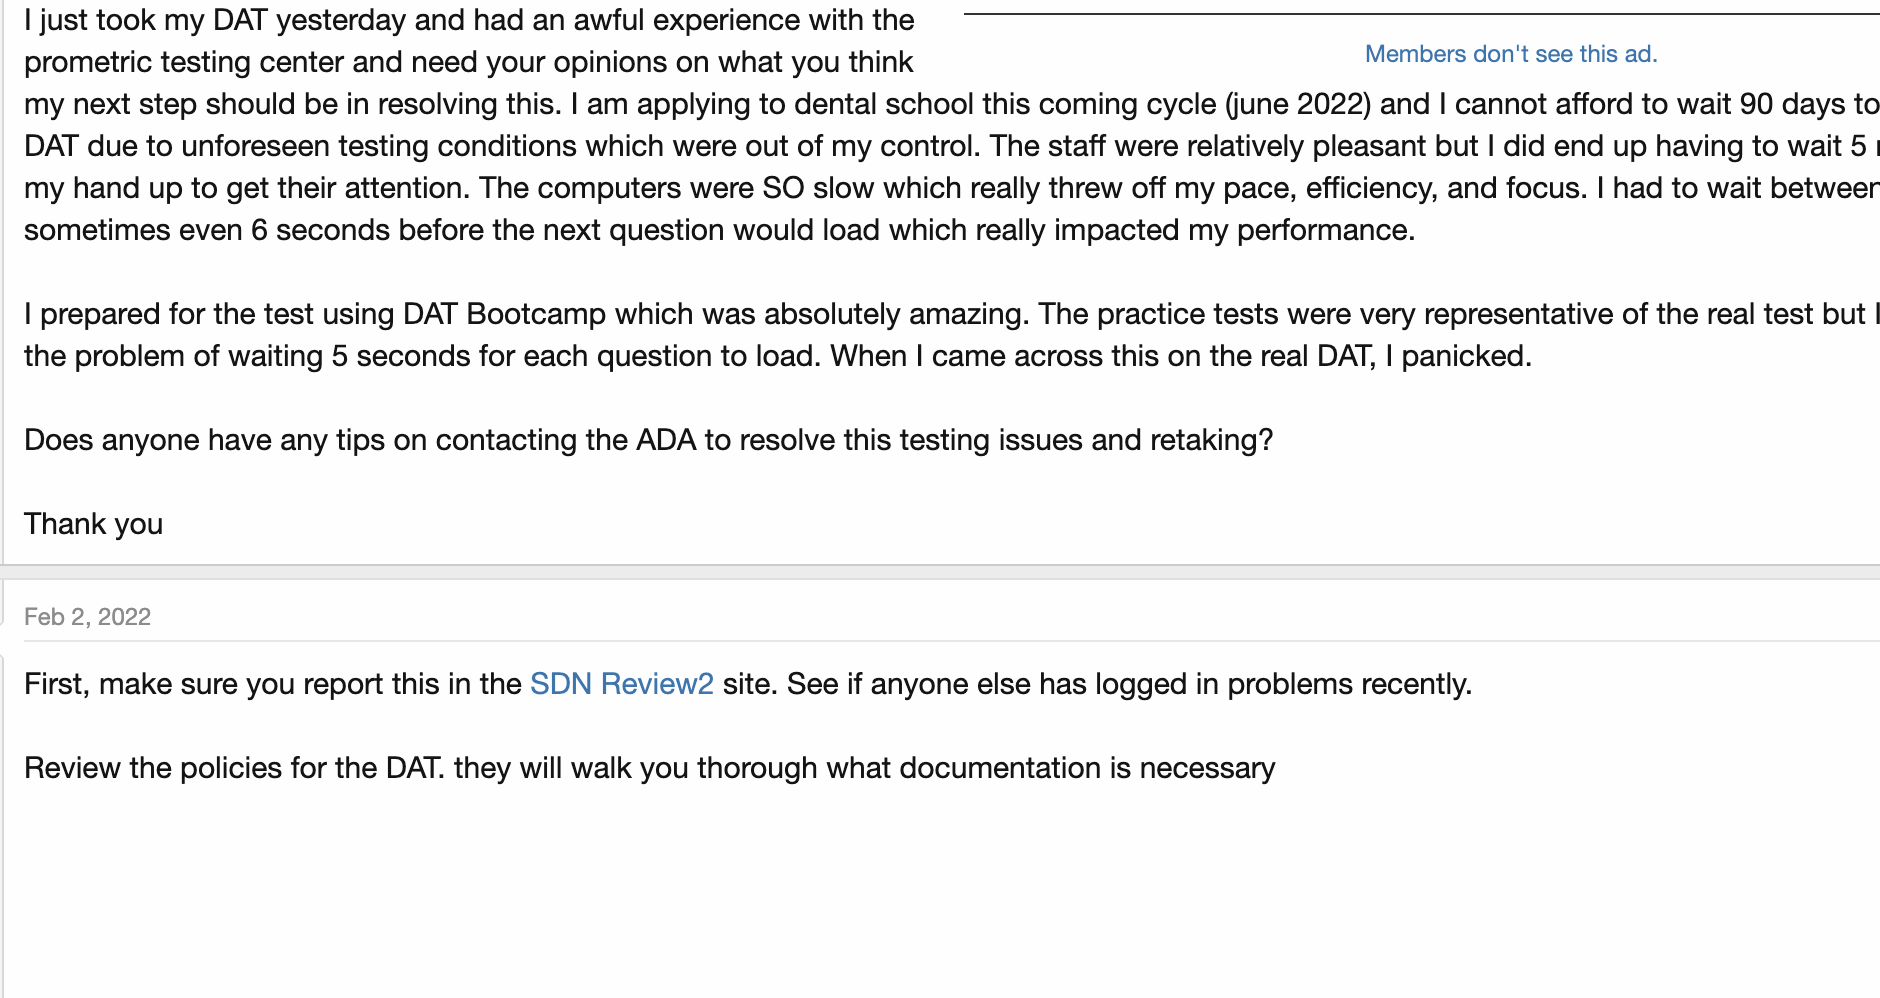 I just took my DAT yesterday and had an awful experience with the
prometric testing center and need your opinions on what you think
Members don't see this ad.
my next step should be in resolving this. I am applying to dental school this coming cycle (june 2022) and I cannot afford to wait 90 days to
DAT due to unforeseen testing conditions which were out of my control. The staff were relatively pleasant but I did end up having to wait 5
my hand up to get their attention. The computers were SO slow which really threw off my pace, efficiency, and focus. I had to wait between
sometimes even 6 seconds before the next question would load which really impacted my performance.
I prepared for the test using DAT Bootcamp which was absolutely amazing. The practice tests were very representative of the real test but I
the problem of waiting 5 seconds for each question to load. When I came across this on the real DAT, I panicked.
Does anyone have any tips on contacting the ADA to resolve this testing issues and retaking?
Thank you
Feb 2, 2022
First, make sure you report this in the SDN Review2 site. See if anyone else has logged in problems recently.
Review the policies for the DAT. they will walk you thorough what documentation is necessary